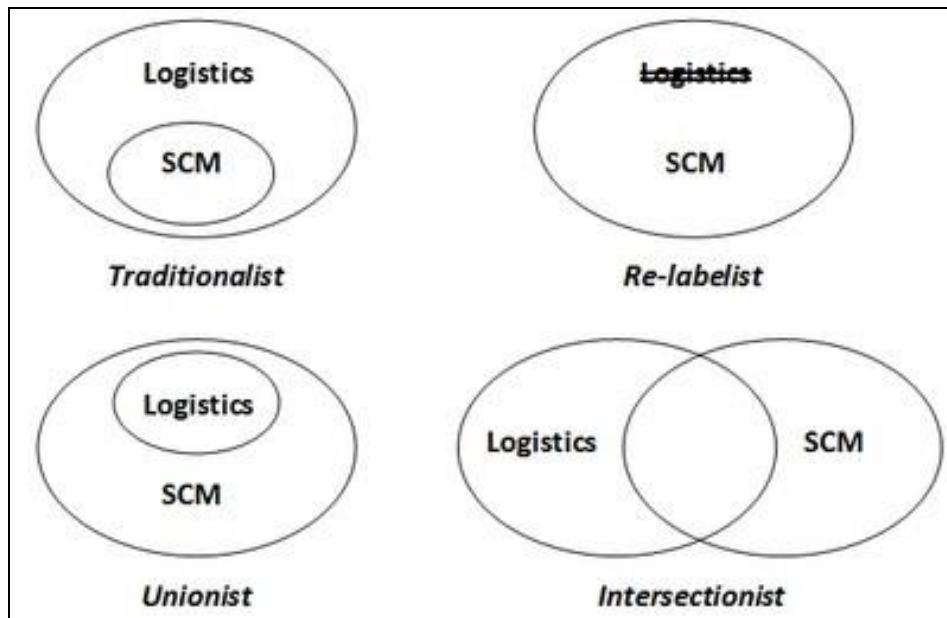 Logistics
SCM
Traditionalist
Logistics
SCM
Re-labelist
Logistics
SCM
Unionist
Logistics
SCM
Intersectionist